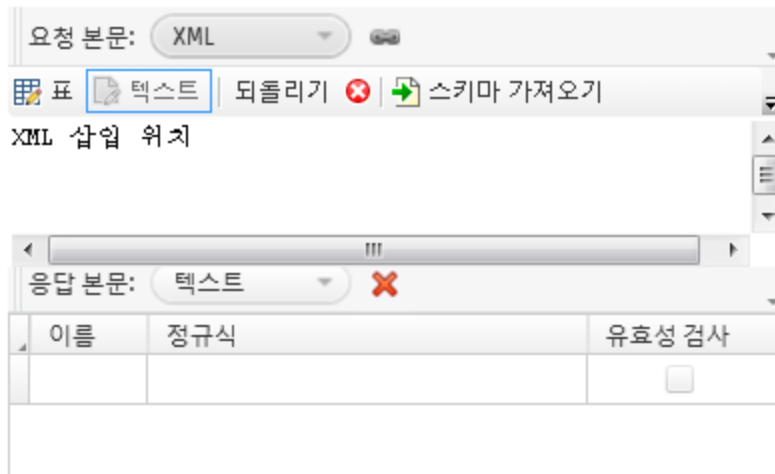 요청 본문: XML
표 텍스트 되돌리기 스키마 가져오기
XML 삽입 위치
응답 본문: 텍스트
이름 정규식 유효성 검사